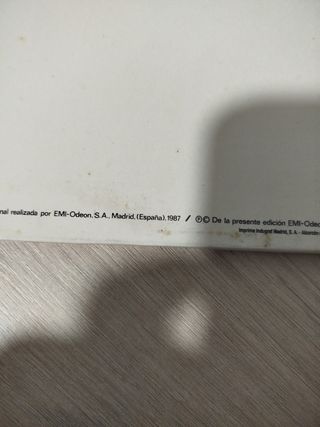 nal realizada por EMI-Odeon, S.A., Madrid, (España), 1987 / ℗© De la presente edición EMI-Odeo
Imprime Indugraf Madrid, S.A. -